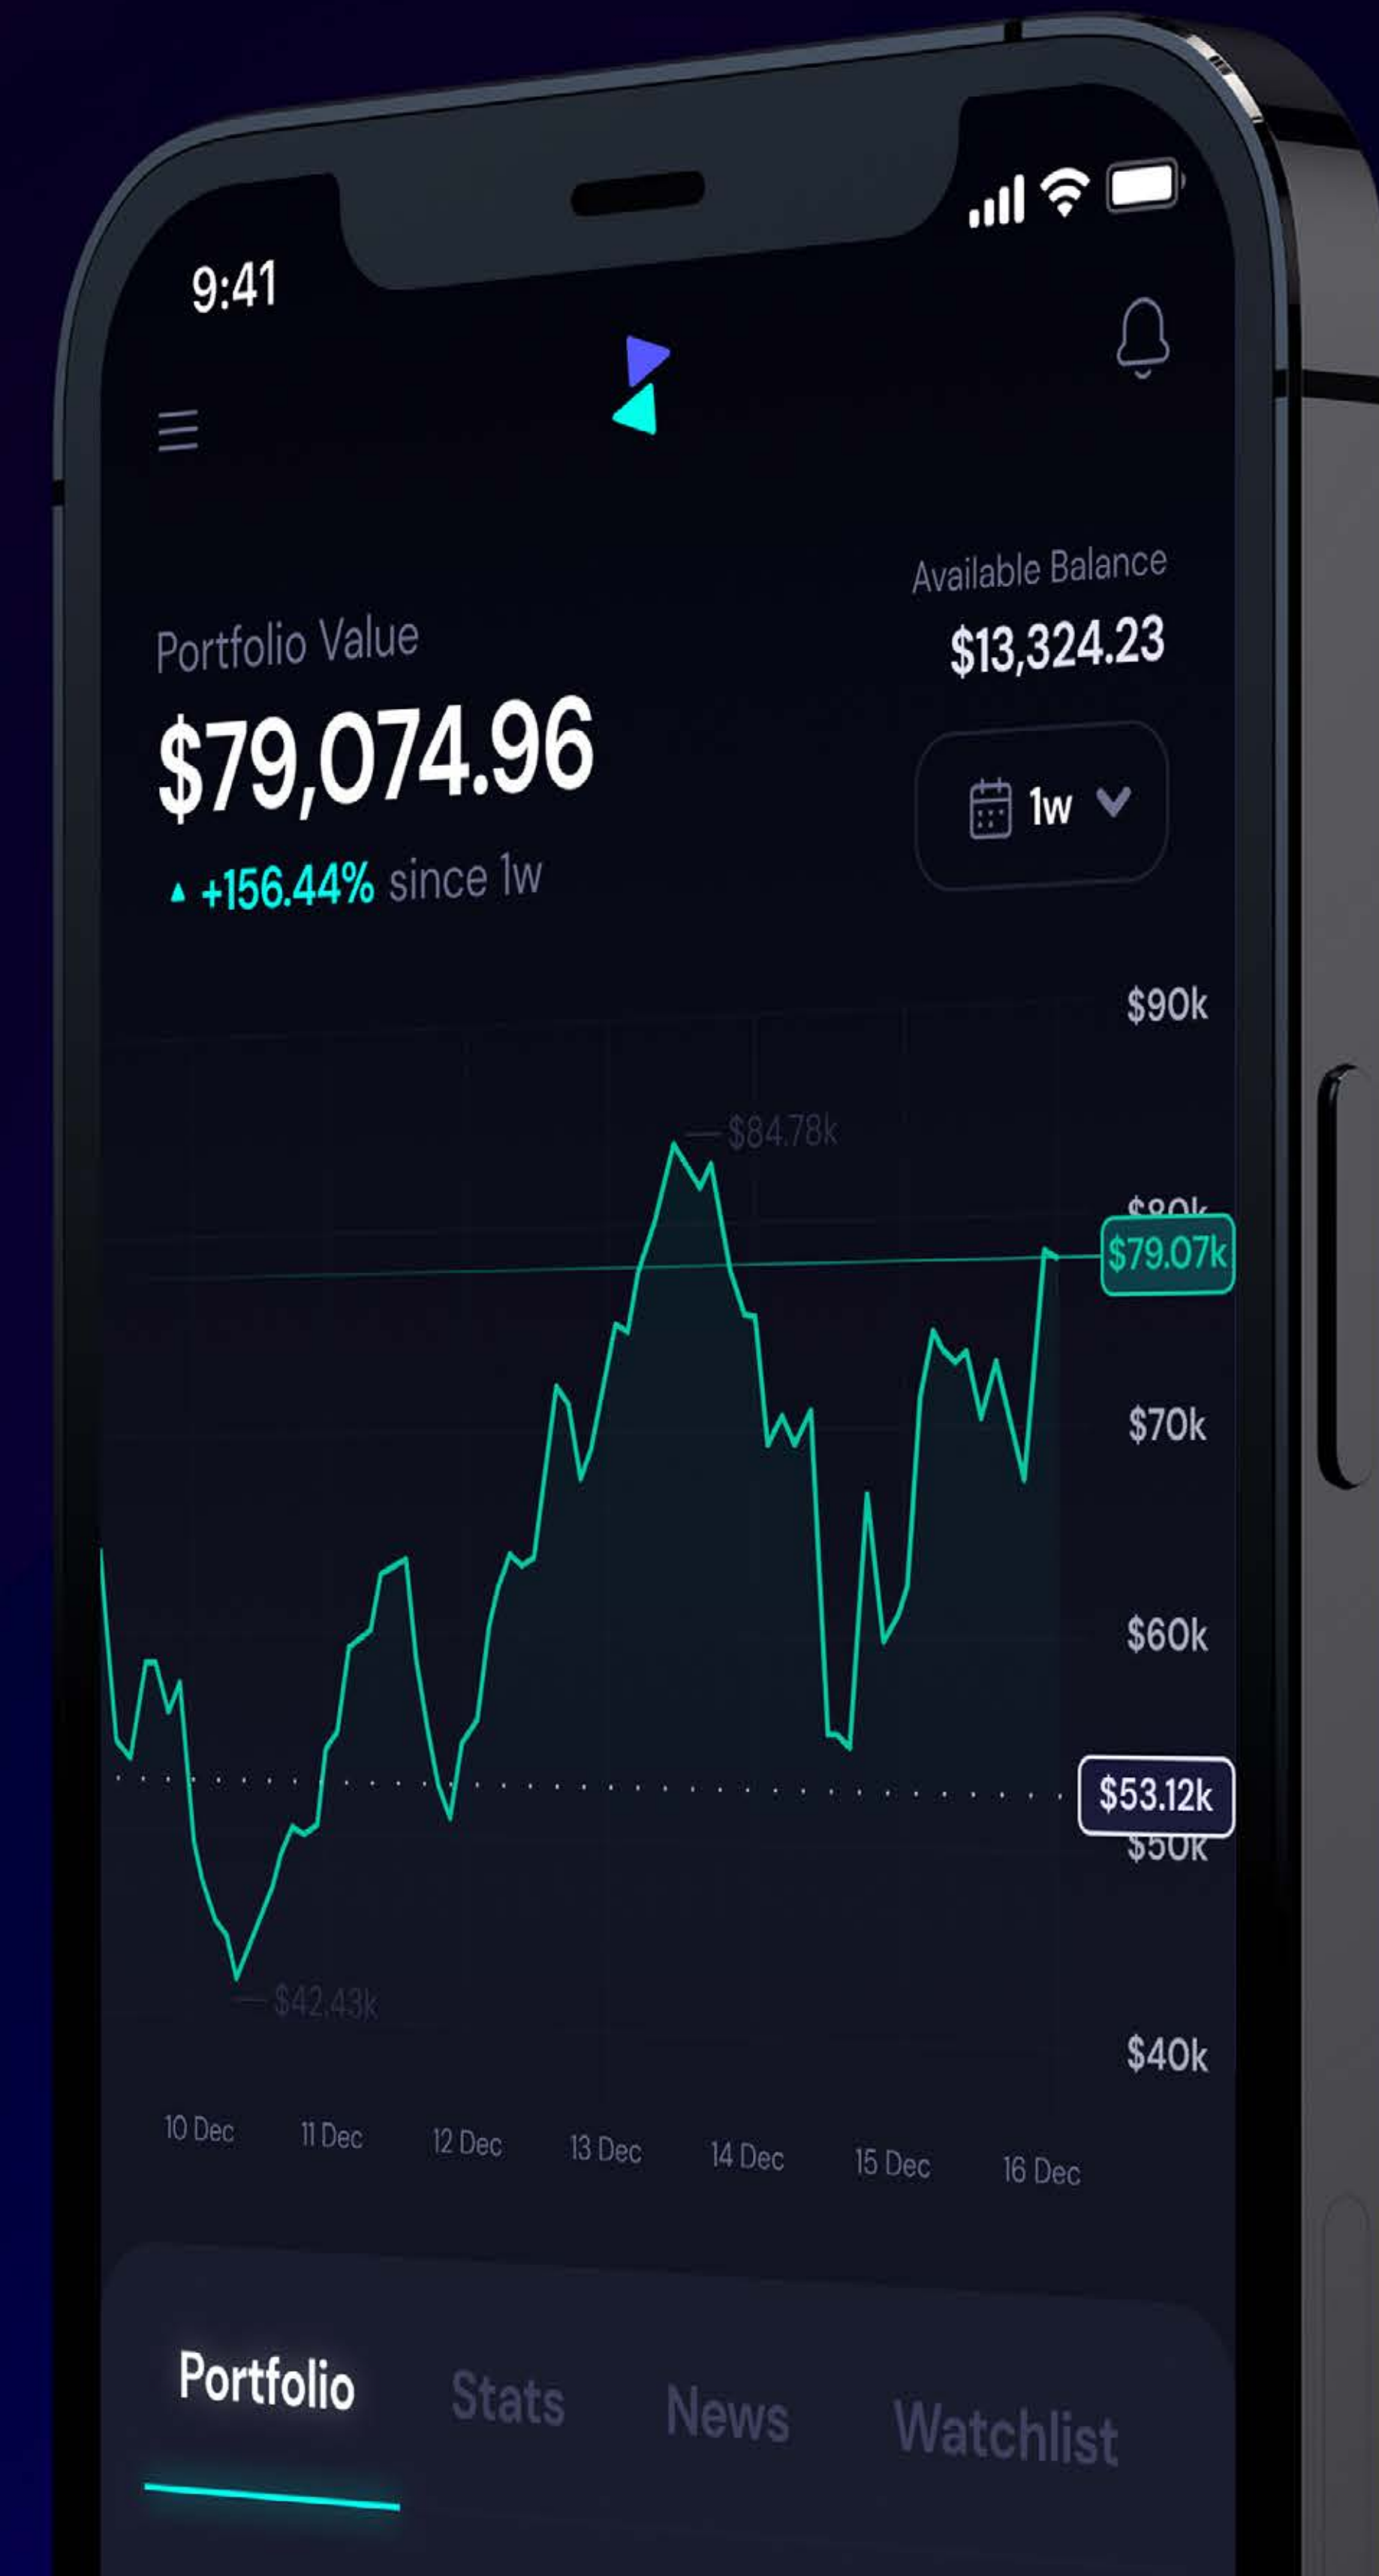 9:41
Available Balance
$13,324.23
Portfolio Value
$79,074.96
+156.44% since 1w
1w
$90k
$84.78k
$80k
$79.07k
$70k
$60k
$53.12k
$50k
$42.43k
$40k
10 Dec 11 Dec 12 Dec 13 Dec 14 Dec 15 Dec 16 Dec
Portfolio Stats News Watchlist